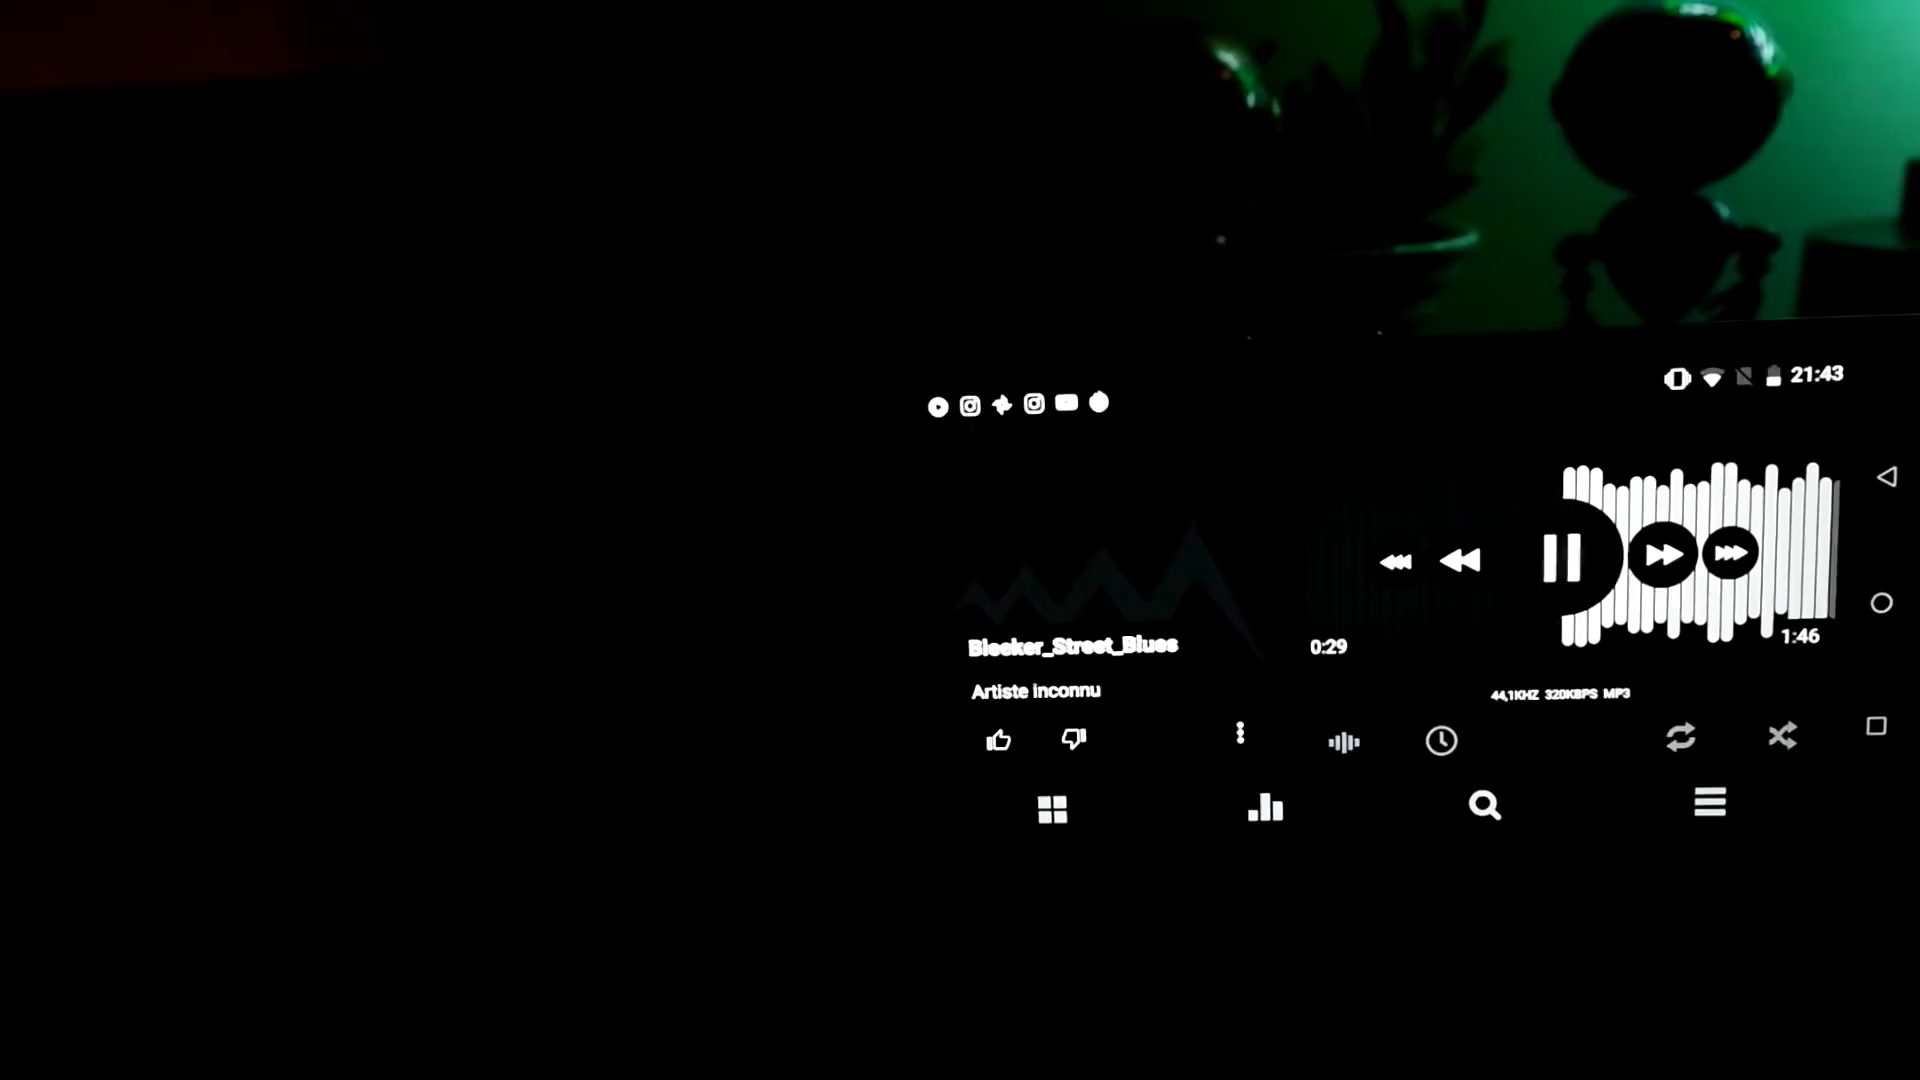 21:43
Bleeker_Street_Blues
0:29
1:46
Artiste inconnu
44,1KHZ 320KBPS MP3